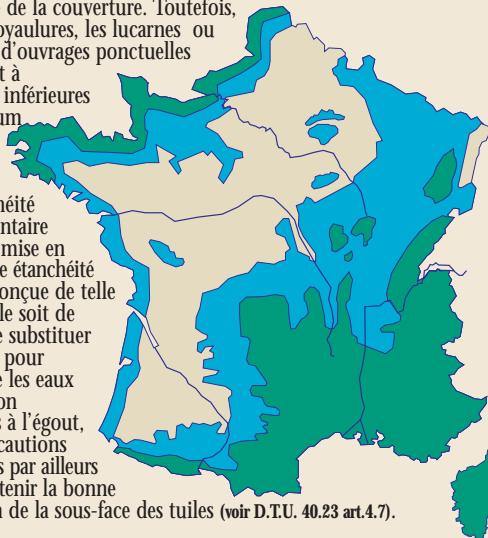 de la couverture. Toutefois,
oyaulures, les lucarnes ou
d'ouvrages ponctuelles
t à
inférieures
um
néité
ntaire
mise en
e étanchéité
onçue de telle
le soit de
e substituer
pour
e les eaux
on
s à l'égout,
cautions
s par ailleurs
tenir la bonne
n de la sous-face des tuiles (voir D.T.U. 40.23 art.4.7).